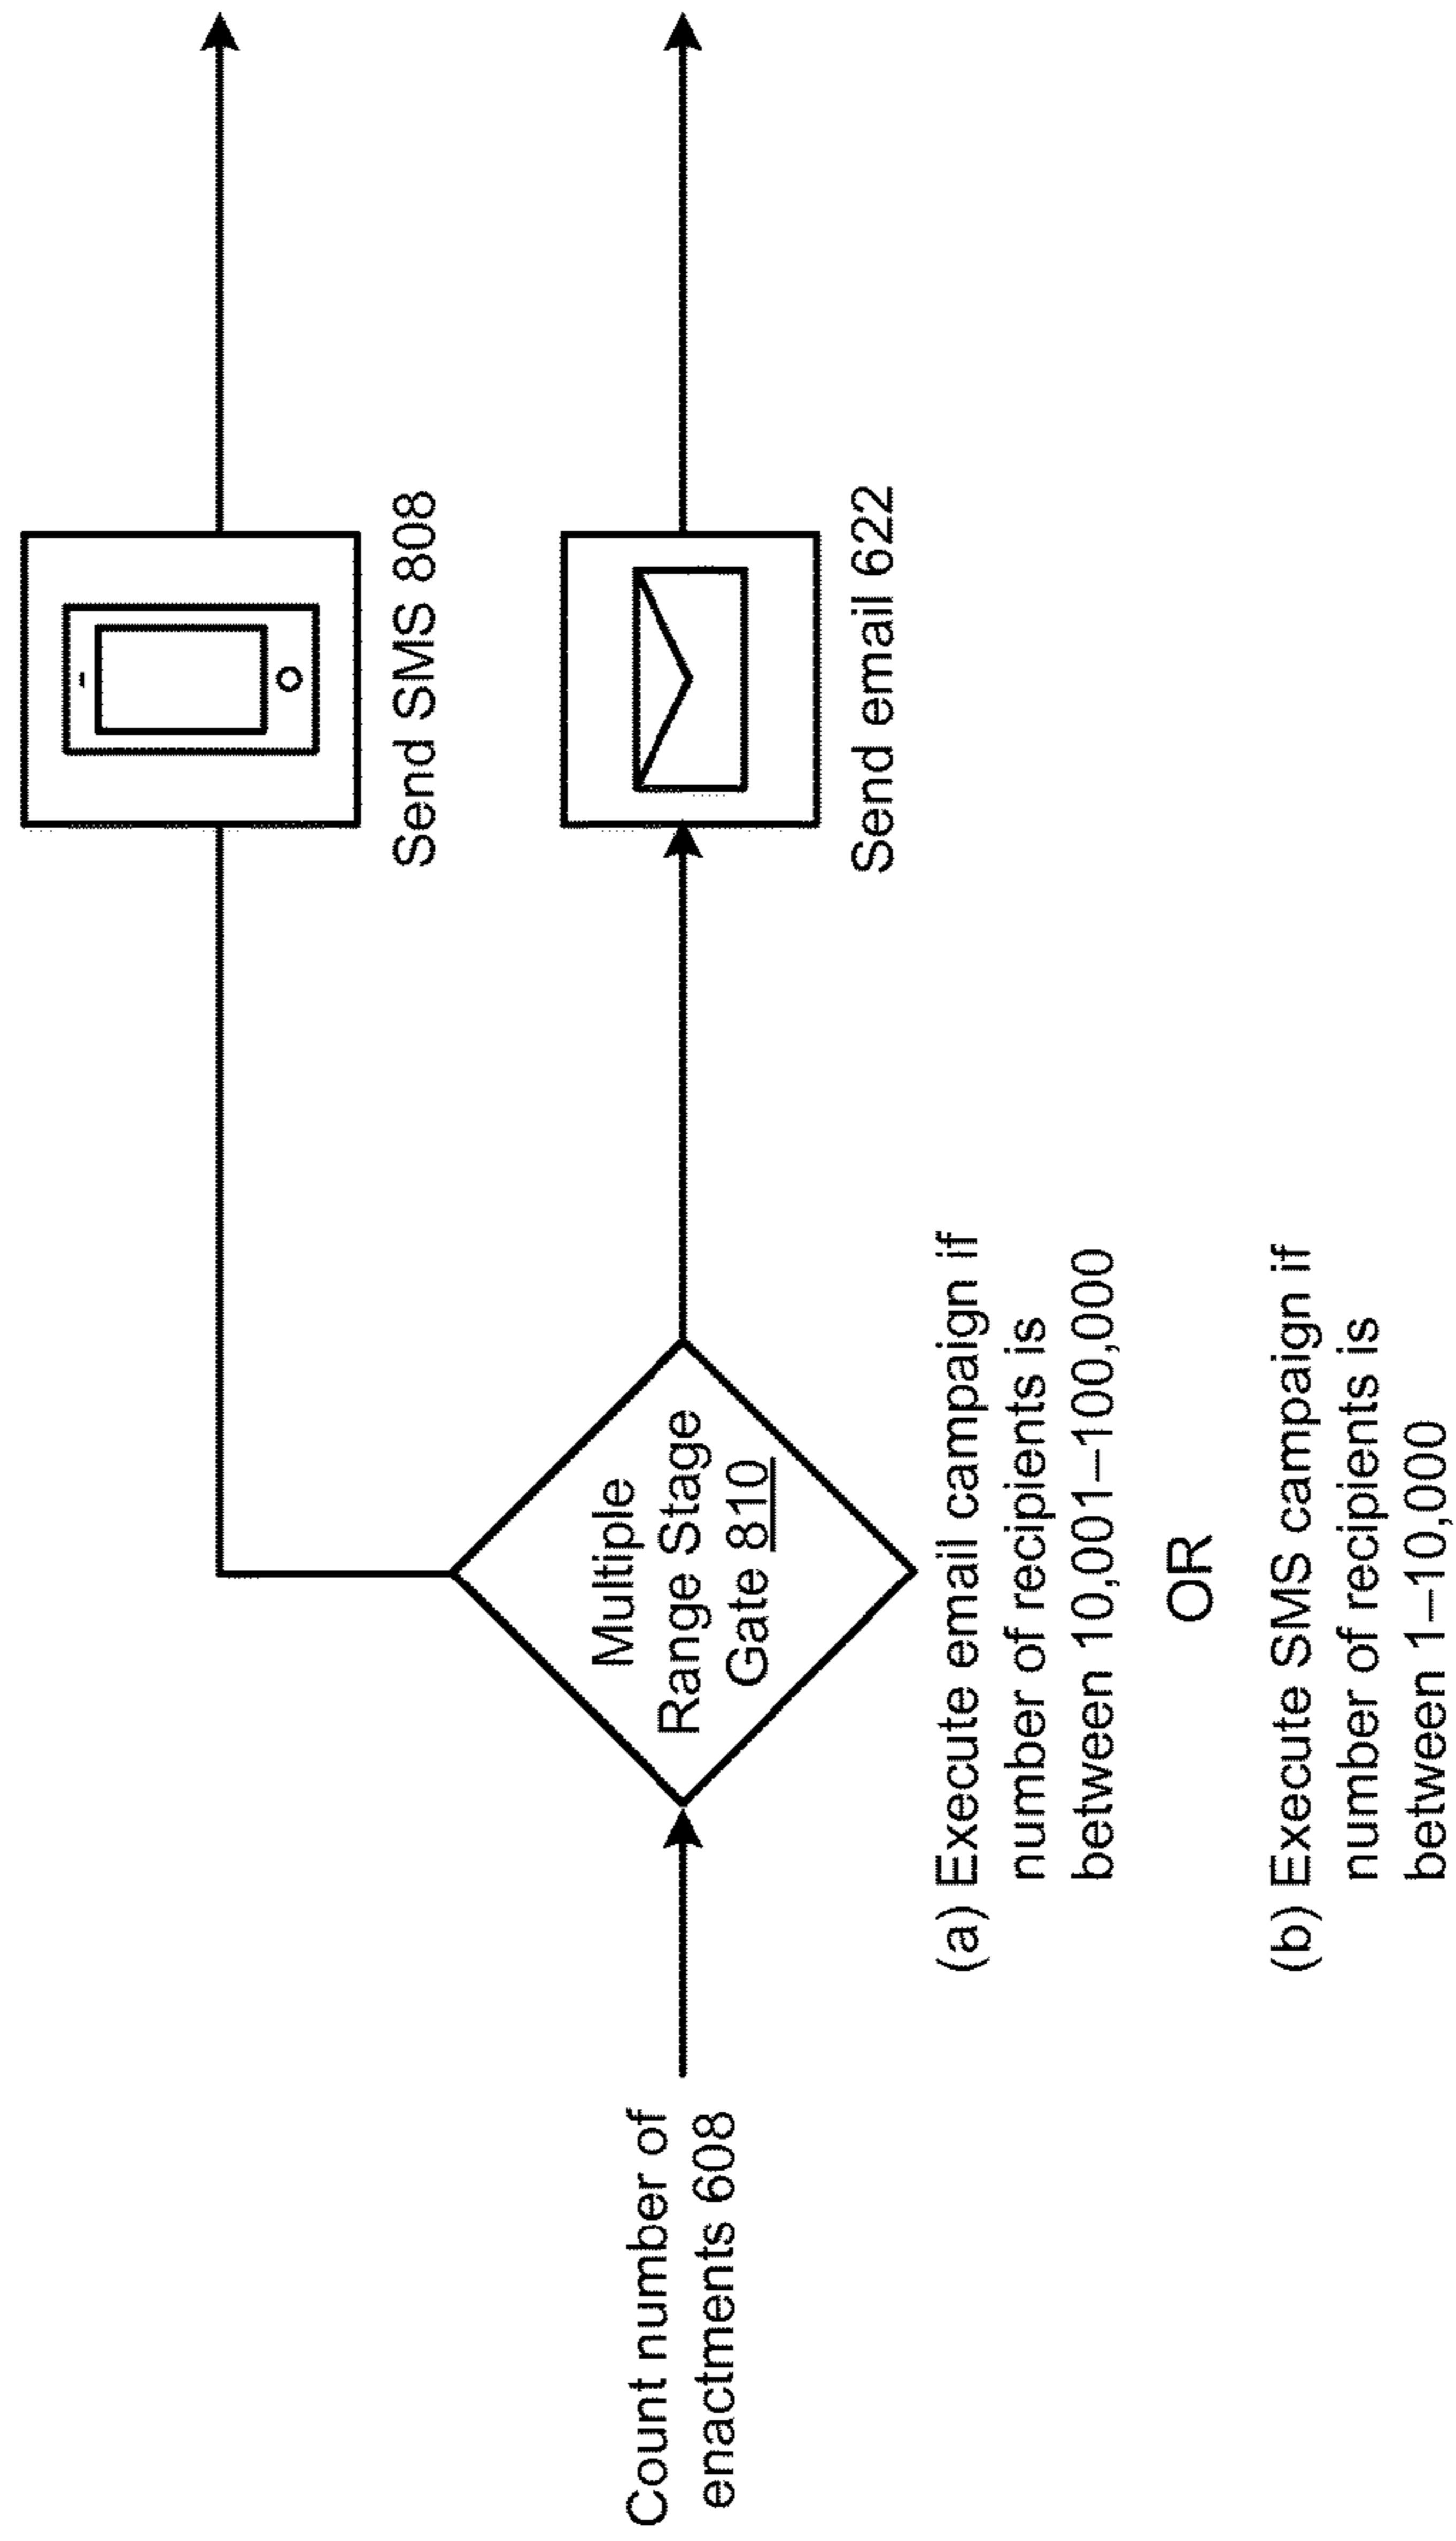 Count number of
enactments 608
Multiple
Range Stage
Gate 810
(a) Execute email campaign if
number of recipients is
between 10,001–100,000
OR
(b) Execute SMS campaign if
number of recipients is
between 1–10,000
Send SMS 808
Send email 622